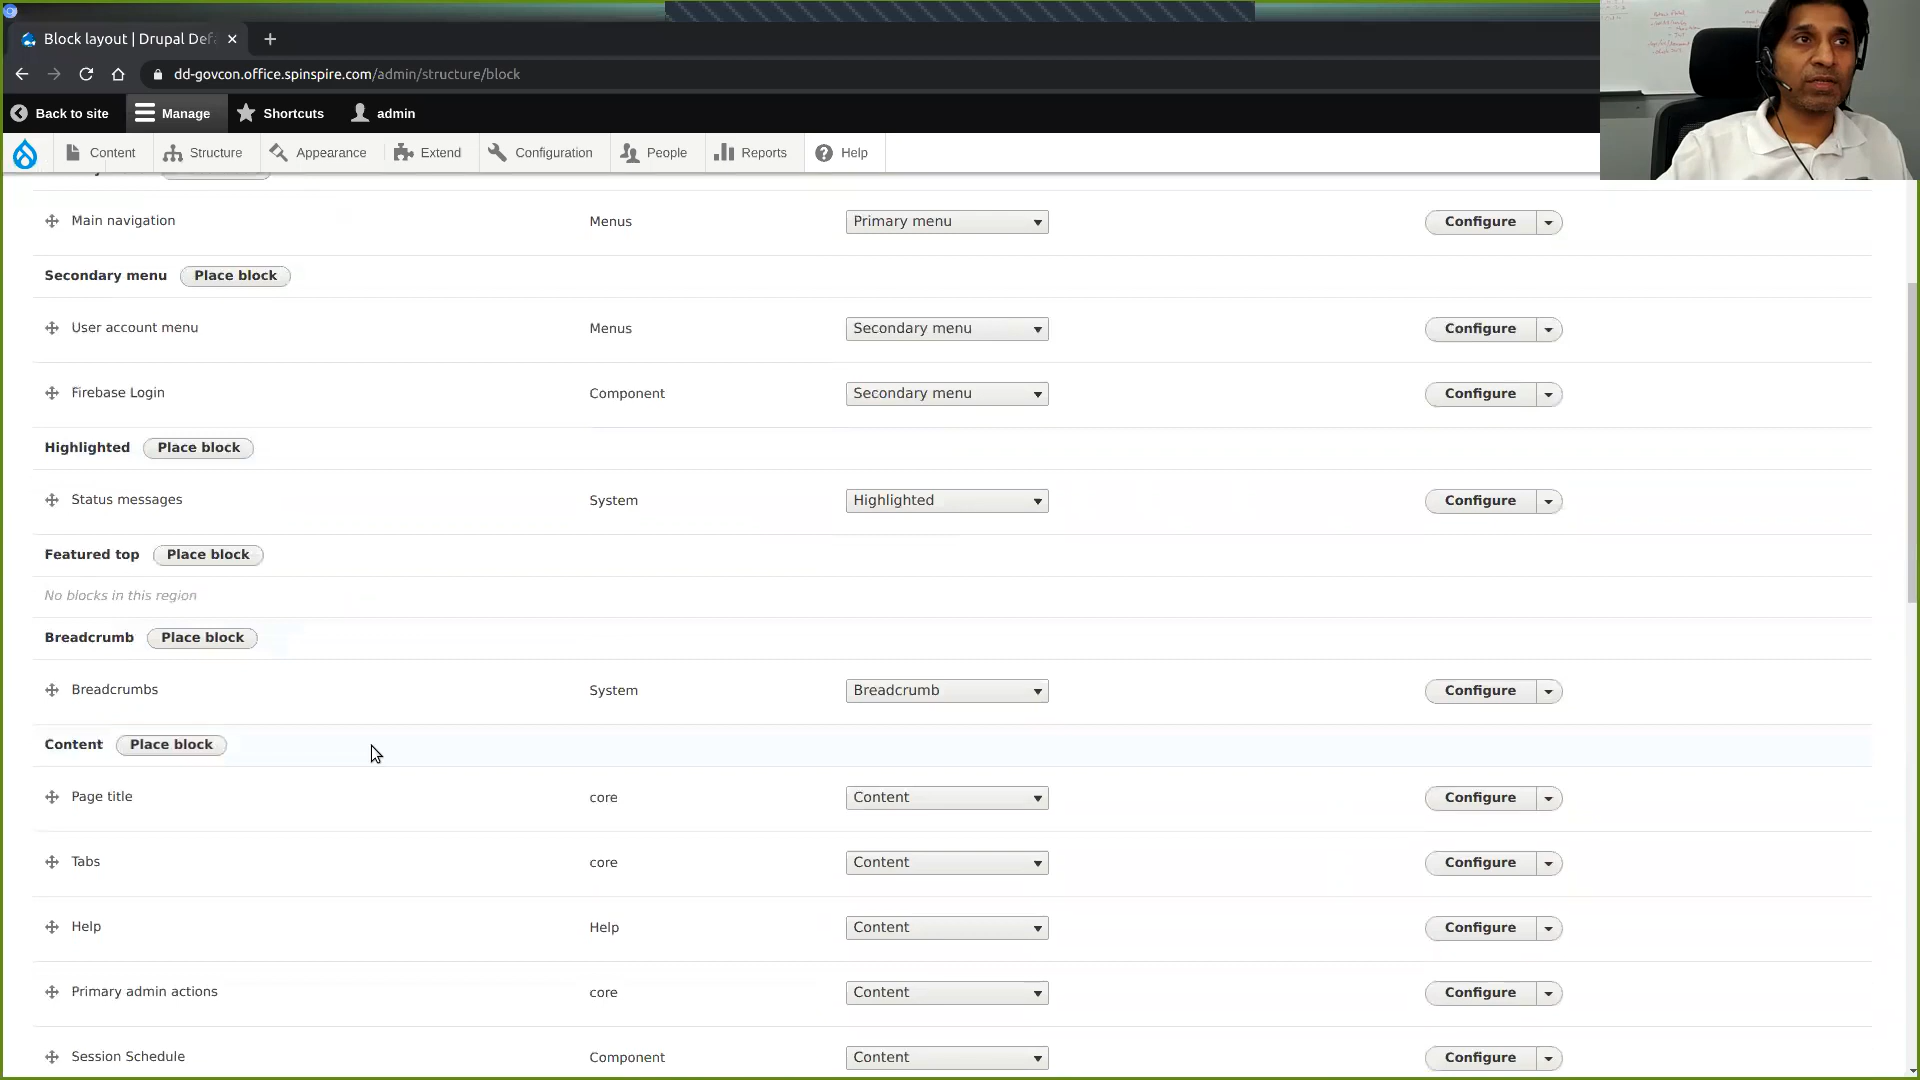 Block layout | Drupal Def
dd-govcon.office.spinspire.com/admin/structure/block
Back to site Manage Shortcuts admin
Content Structure Appearance Extend Configuration People Reports Help
Main navigation Menus Primary menu Configure
Secondary menu Place block
User account menu Menus Secondary menu Configure
Firebase Login Component Secondary menu Configure
Highlighted Place block
Status messages System Highlighted Configure
Featured top Place block
No blocks in this region
Breadcrumb Place block
Breadcrumbs System Breadcrumb Configure
Content Place block
Page title core Content Configure
Tabs core Content Configure
Help Help Content Configure
Primary admin actions core Content Configure
Session Schedule Component Content Configure